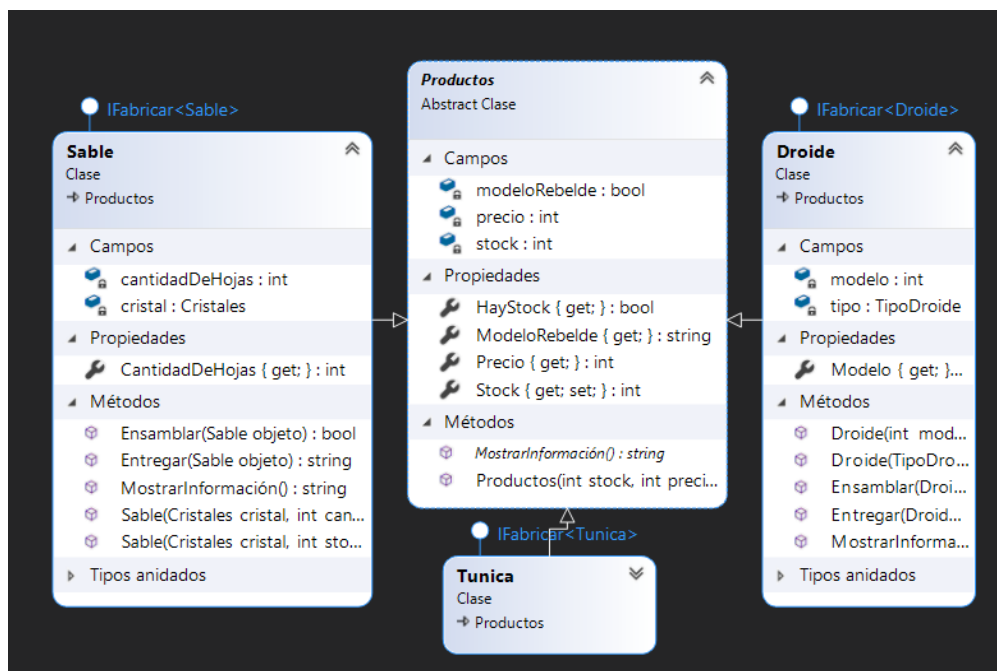 IFabricar<Sable>
Sable
Clase
Productos
Campos
cantidadDeHojas : int
cristal : Cristales
Propiedades
CantidadDeHojas { get; } : int
Métodos
Ensamblar(Sable objeto) : bool
Entregar(Sable objeto) : string
MostrarInformación() : string
Sable(Cristales cristal, int can...
Sable(Cristales cristal, int sto...
Tipos anidados
Productos
Abstract Clase
Campos
modeloRebelde : bool
precio : int
stock : int
Propiedades
HayStock { get; } : bool
ModeloRebelde { get; } : string
Precio { get; } : int
Stock { get; set; } : int
Métodos
MostrarInformación() : string
Productos(int stock, int preci...
IFabricar<Tunica>
Tunica
Clase
Productos
IFabricar<Droide>
Droide
Clase
Productos
Campos
modelo : int
tipo : TipoDroide
Propiedades
Modelo { get; }...
Métodos
Droide(int mod...
Droide(TipoDro...
Ensamblar(Droi...
Entregar(Droid...
MostrarInforma...
Tipos anidados